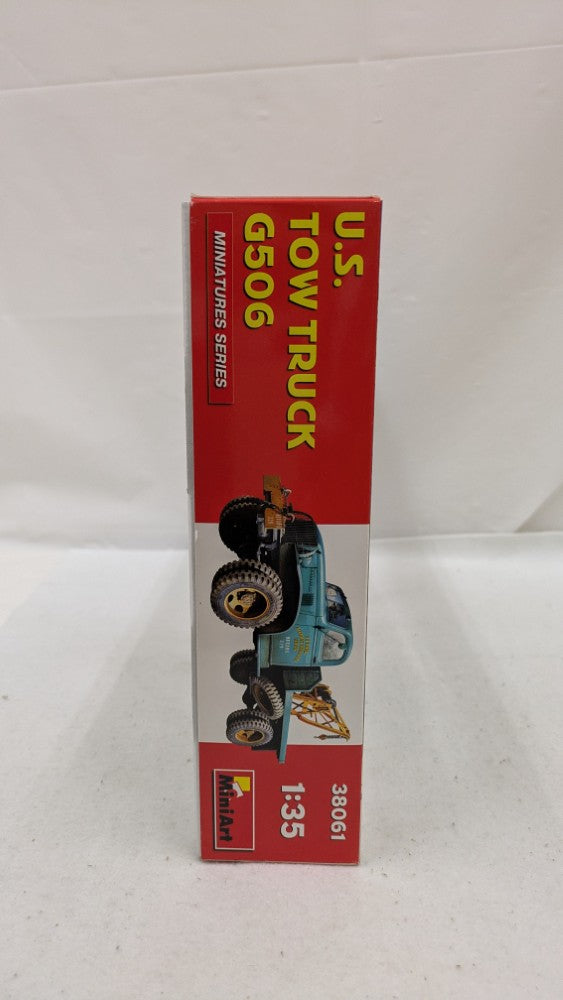 U.S.
TOW TRUCK
G506
MINIATURES SERIES
38061
1:35
MiniArt